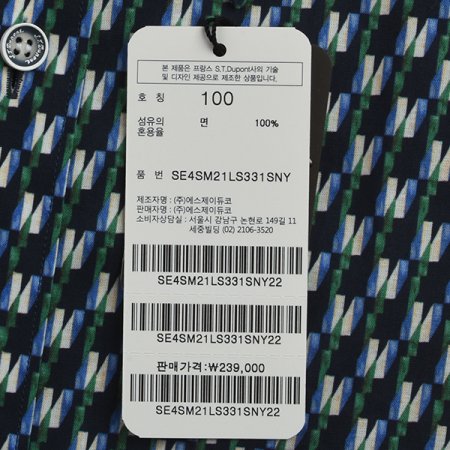 본 제품은 프랑스 S.T.Dupont사의 기술
및 디자인 제공으로 제조한 상품입니다.
호 칭 100
섬유의 면 100%
혼용율
품 번 SE4SM21LS331SNY
제조자명 : (주)에스제이듀코
판매자명 : (주)에스제이듀코
소비자상담실 : 서울시 강남구 논현로 149길 11
세중빌딩 (02) 2106-3520
SE4SM21LS331SNY22
SE4SM21LS331SNY22
판매가격:₩239,000
SE4SM21LS331SNY22